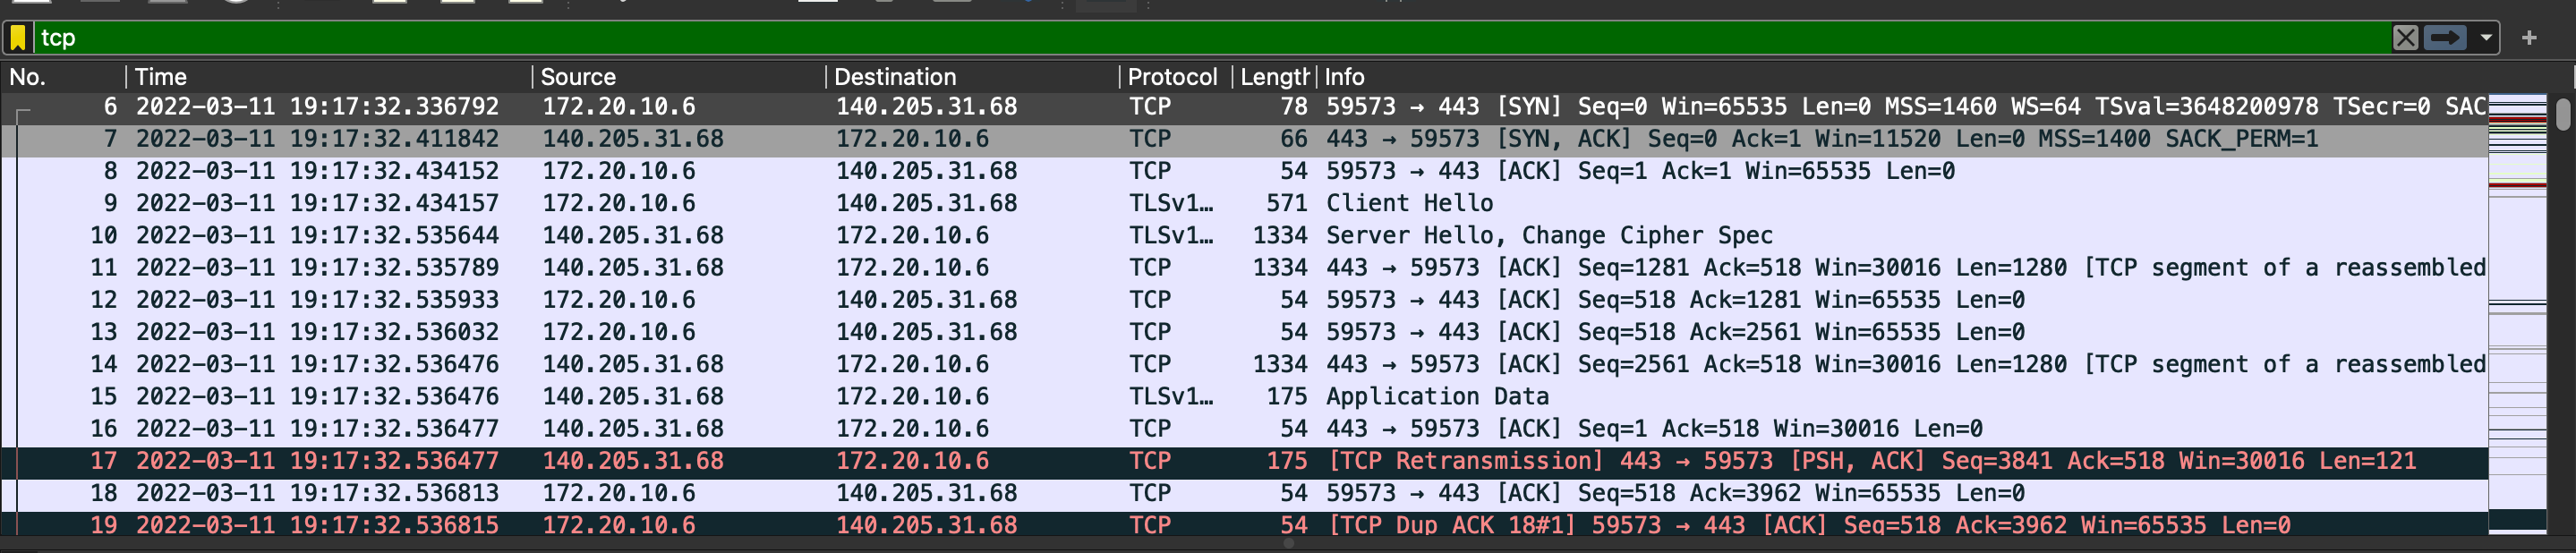 tcp
No. Time Source Destination Protocol Length Info
6 2022-03-11 19:17:32.336792 172.20.10.6 140.205.31.68 TCP 78 59573 → 443 [SYN] Seq=0 Win=65535 Len=0 MSS=1460 WS=64 TSval=3648200978 TSecr=0 SAC
7 2022-03-11 19:17:32.411842 140.205.31.68 172.20.10.6 TCP 66 443 → 59573 [SYN, ACK] Seq=0 Ack=1 Win=11520 Len=0 MSS=1400 SACK_PERM=1
8 2022-03-11 19:17:32.434152 172.20.10.6 140.205.31.68 TCP 54 59573 → 443 [ACK] Seq=1 Ack=1 Win=65535 Len=0
9 2022-03-11 19:17:32.434157 172.20.10.6 140.205.31.68 TLSv1… 571 Client Hello
10 2022-03-11 19:17:32.535644 140.205.31.68 172.20.10.6 TLSv1… 1334 Server Hello, Change Cipher Spec
11 2022-03-11 19:17:32.535789 140.205.31.68 172.20.10.6 TCP 1334 443 → 59573 [ACK] Seq=1281 Ack=518 Win=30016 Len=1280 [TCP segment of a reassembled
12 2022-03-11 19:17:32.535933 172.20.10.6 140.205.31.68 TCP 54 59573 → 443 [ACK] Seq=518 Ack=1281 Win=65535 Len=0
13 2022-03-11 19:17:32.536032 172.20.10.6 140.205.31.68 TCP 54 59573 → 443 [ACK] Seq=518 Ack=2561 Win=65535 Len=0
14 2022-03-11 19:17:32.536476 140.205.31.68 172.20.10.6 TCP 1334 443 → 59573 [ACK] Seq=2561 Ack=518 Win=30016 Len=1280 [TCP segment of a reassembled
15 2022-03-11 19:17:32.536476 140.205.31.68 172.20.10.6 TLSv1… 175 Application Data
16 2022-03-11 19:17:32.536477 140.205.31.68 172.20.10.6 TCP 54 443 → 59573 [ACK] Seq=1 Ack=518 Win=30016 Len=0
17 2022-03-11 19:17:32.536477 140.205.31.68 172.20.10.6 TCP 175 [TCP Retransmission] 443 → 59573 [PSH, ACK] Seq=3841 Ack=518 Win=30016 Len=121
18 2022-03-11 19:17:32.536813 172.20.10.6 140.205.31.68 TCP 54 59573 → 443 [ACK] Seq=518 Ack=3962 Win=65535 Len=0
19 2022-03-11 19:17:32.536815 172.20.10.6 140.205.31.68 TCP 54 [TCP Dup ACK 18#1] 59573 → 443 [ACK] Seq=518 Ack=3962 Win=65535 Len=0